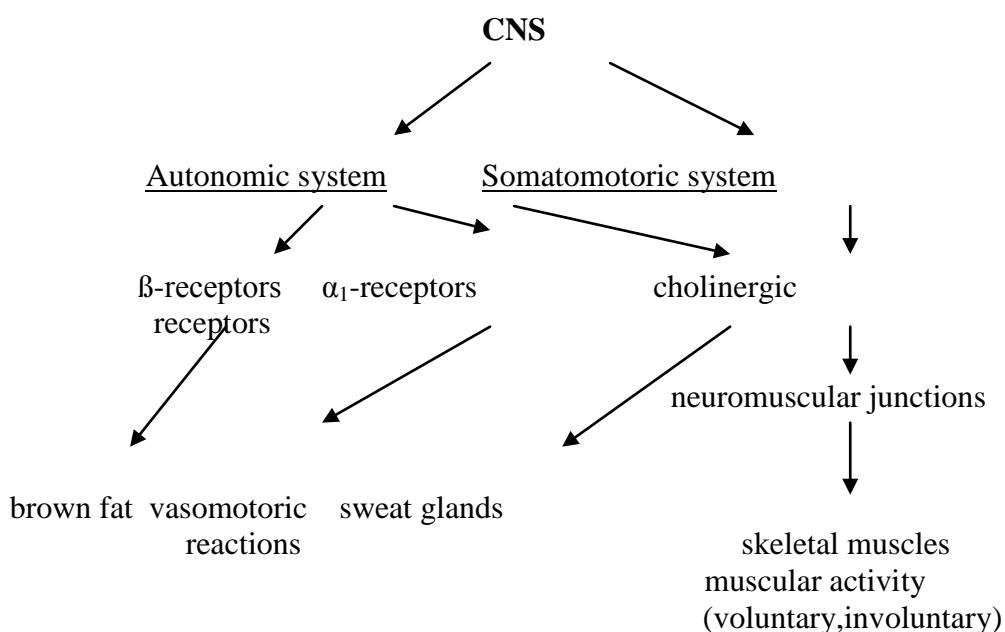 CNS
Autonomic system Somatomotoric system
ß-receptors α₁-receptors cholinergic
receptors
neuromuscular junctions
brown fat vasomotoric sweat glands
reactions
skeletal muscles
muscular activity
(voluntary,involuntary)